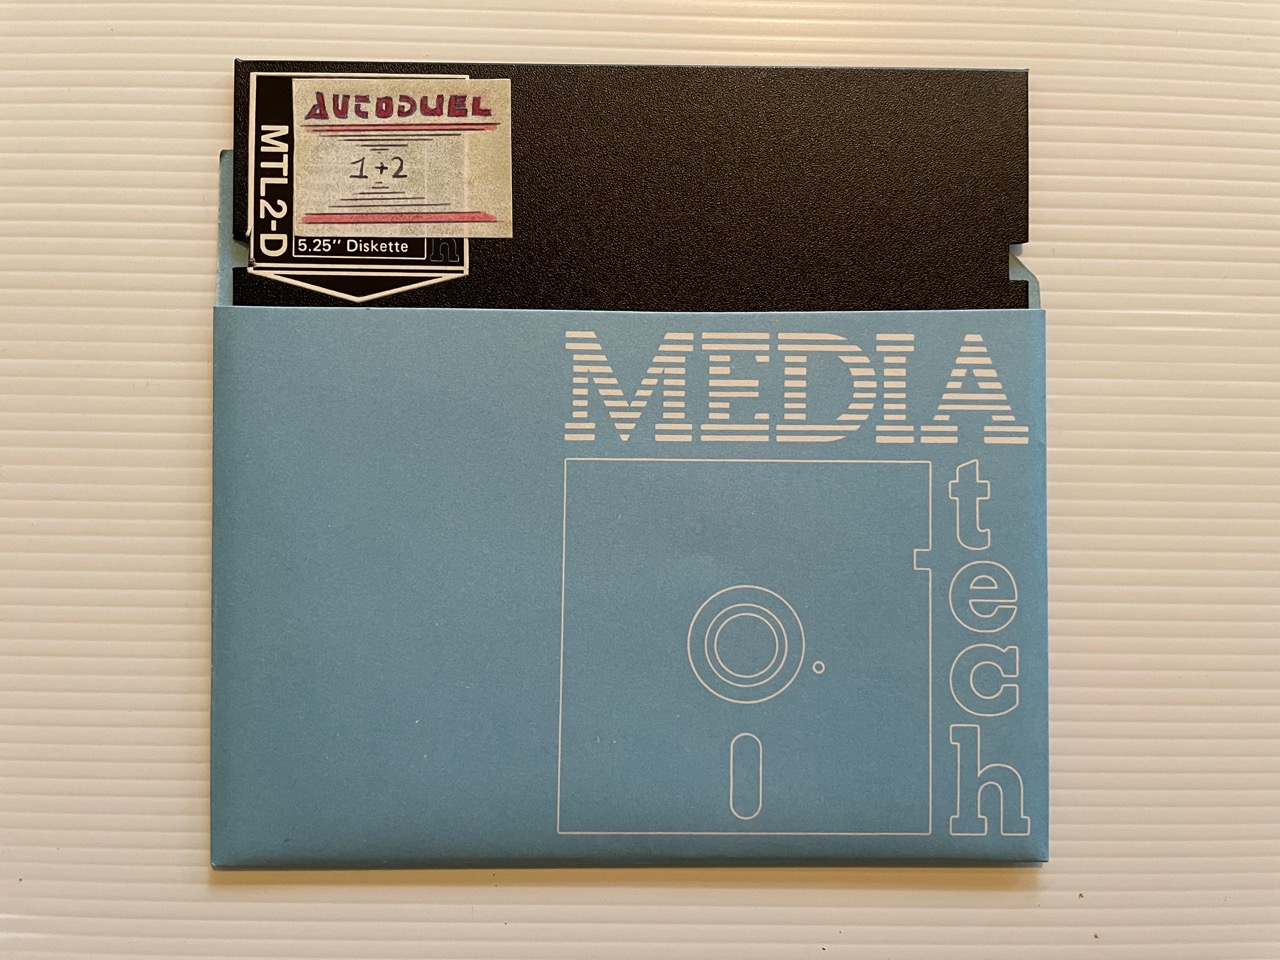 AUTODUEL
1+2
MTL2-D
5.25" Diskette
h
MEDIA
tech